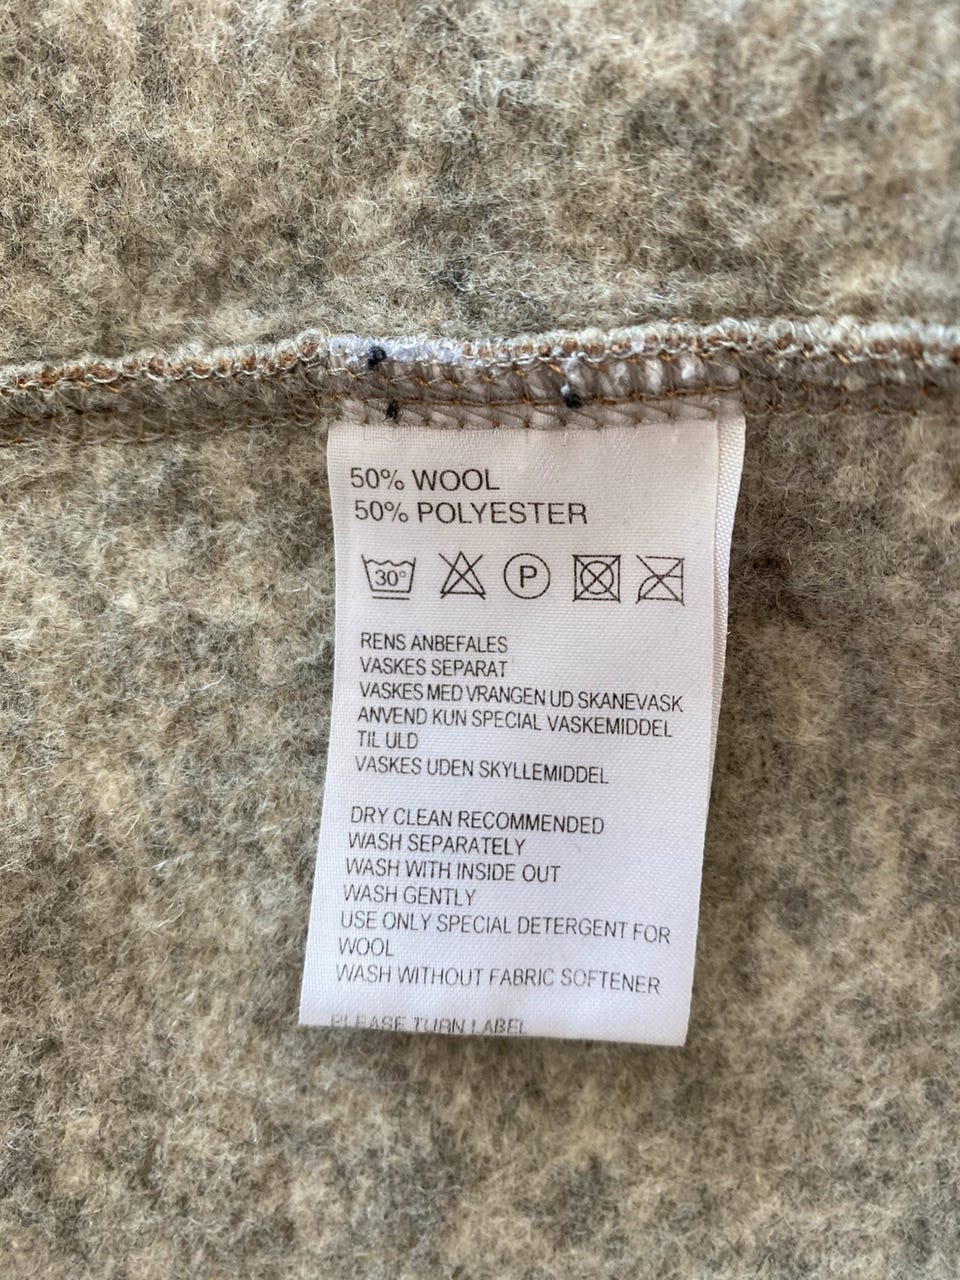 50% WOOL
50% POLYESTER
30° P
RENS ANBEFALES
VASKES SEPARAT
VASKES MED VRANGEN UD SKANEVASK
ANVEND KUN SPECIAL VASKEMIDDEL
TIL ULD
VASKES UDEN SKYLLEMIDDEL
DRY CLEAN RECOMMENDED
WASH SEPARATELY
WASH WITH INSIDE OUT
WASH GENTLY
USE ONLY SPECIAL DETERGENT FOR
WOOL
WASH WITHOUT FABRIC SOFTENER
PLEASE TURN LABEL